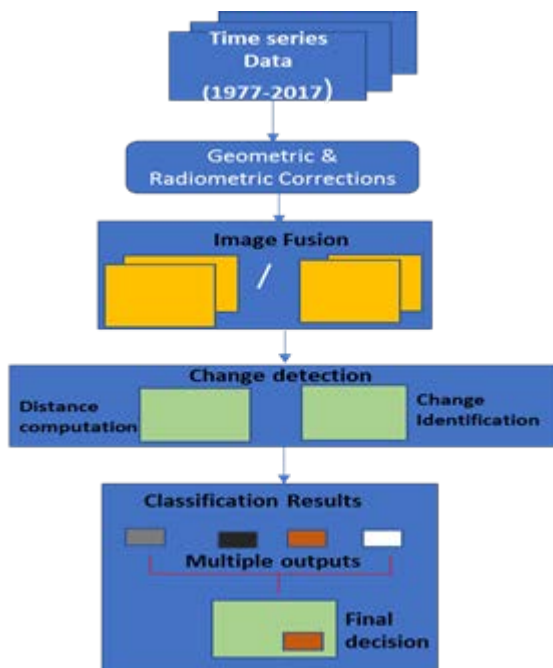 Time series
Data
(1977-2017)
Geometric &
Radiometric Corrections
Image Fusion
/
Change detection
Distance
computation
Change
Identification
Classification Results
Multiple outputs
Final
decision